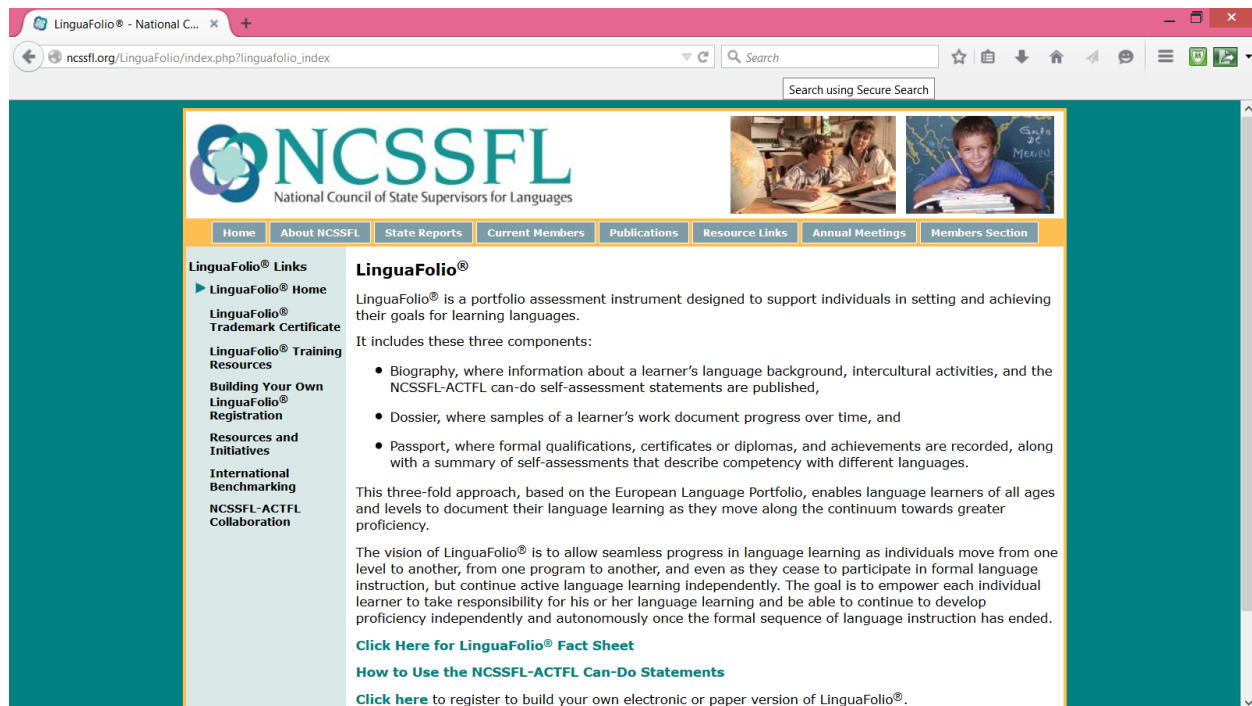 LinguaFolio® - National C...
ncssfl.org/LinguaFolio/index.php?linguafolio_index
Search
Search using Secure Search
NCSSFL
National Council of State Supervisors for Languages
Gulfo
de
Mexico
Home
About NCSSFL
State Reports
Current Members
Publications
Resource Links
Annual Meetings
Members Section
LinguaFolio® Links
LinguaFolio® Home
LinguaFolio®
Trademark Certificate
LinguaFolio® Training
Resources
Building Your Own
LinguaFolio®
Registration
Resources and
Initiatives
International
Benchmarking
NCSSFL-ACTFL
Collaboration
LinguaFolio®
LinguaFolio® is a portfolio assessment instrument designed to support individuals in setting and achieving
their goals for learning languages.
It includes these three components:
• Biography, where information about a learner's language background, intercultural activities, and the
NCSSFL-ACTFL can-do self-assessment statements are published,
• Dossier, where samples of a learner's work document progress over time, and
• Passport, where formal qualifications, certificates or diplomas, and achievements are recorded, along
with a summary of self-assessments that describe competency with different languages.
This three-fold approach, based on the European Language Portfolio, enables language learners of all ages
and levels to document their language learning as they move along the continuum towards greater
proficiency.
The vision of LinguaFolio® is to allow seamless progress in language learning as individuals move from one
level to another, from one program to another, and even as they cease to participate in formal language
instruction, but continue active language learning independently. The goal is to empower each individual
learner to take responsibility for his or her language learning and be able to continue to develop
proficiency independently and autonomously once the formal sequence of language instruction has ended.
Click Here for LinguaFolio® Fact Sheet
How to Use the NCSSFL-ACTFL Can-Do Statements
Click here to register to build your own electronic or paper version of LinguaFolio®.